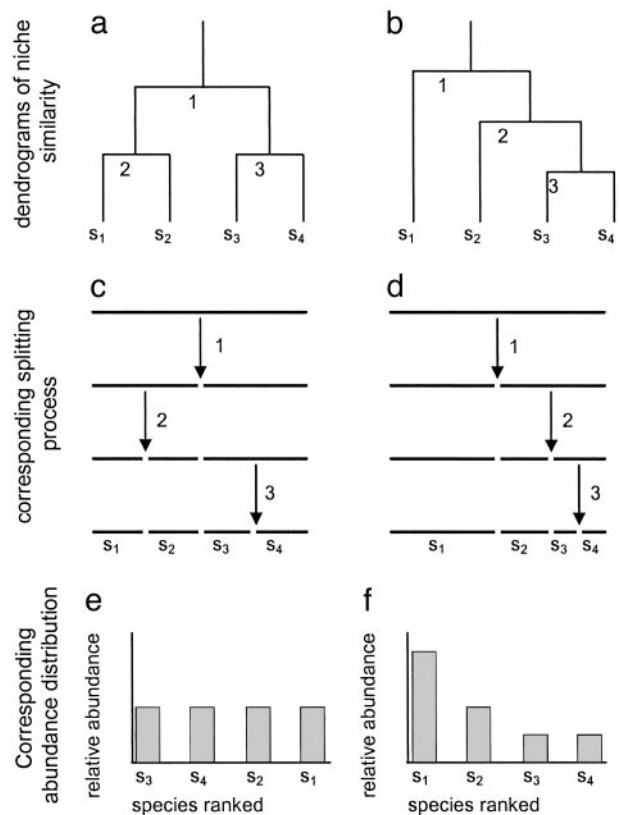 a
b
dendrograms of niche
similarity
1
2
3
s₁ s₂ s₃ s₄
1
2
3
s₁ s₂ s₃ s₄
c
d
corresponding splitting
process
1
2
3
s₁ s₂ s₃ s₄
1
2
3
s₁ s₂ s₃ s₄
e
f
Corresponding
abundance distribution
relative abundance
s₃ s₄ s₂ s₁
species ranked
relative abundance
s₁ s₂ s₃ s₄
species ranked